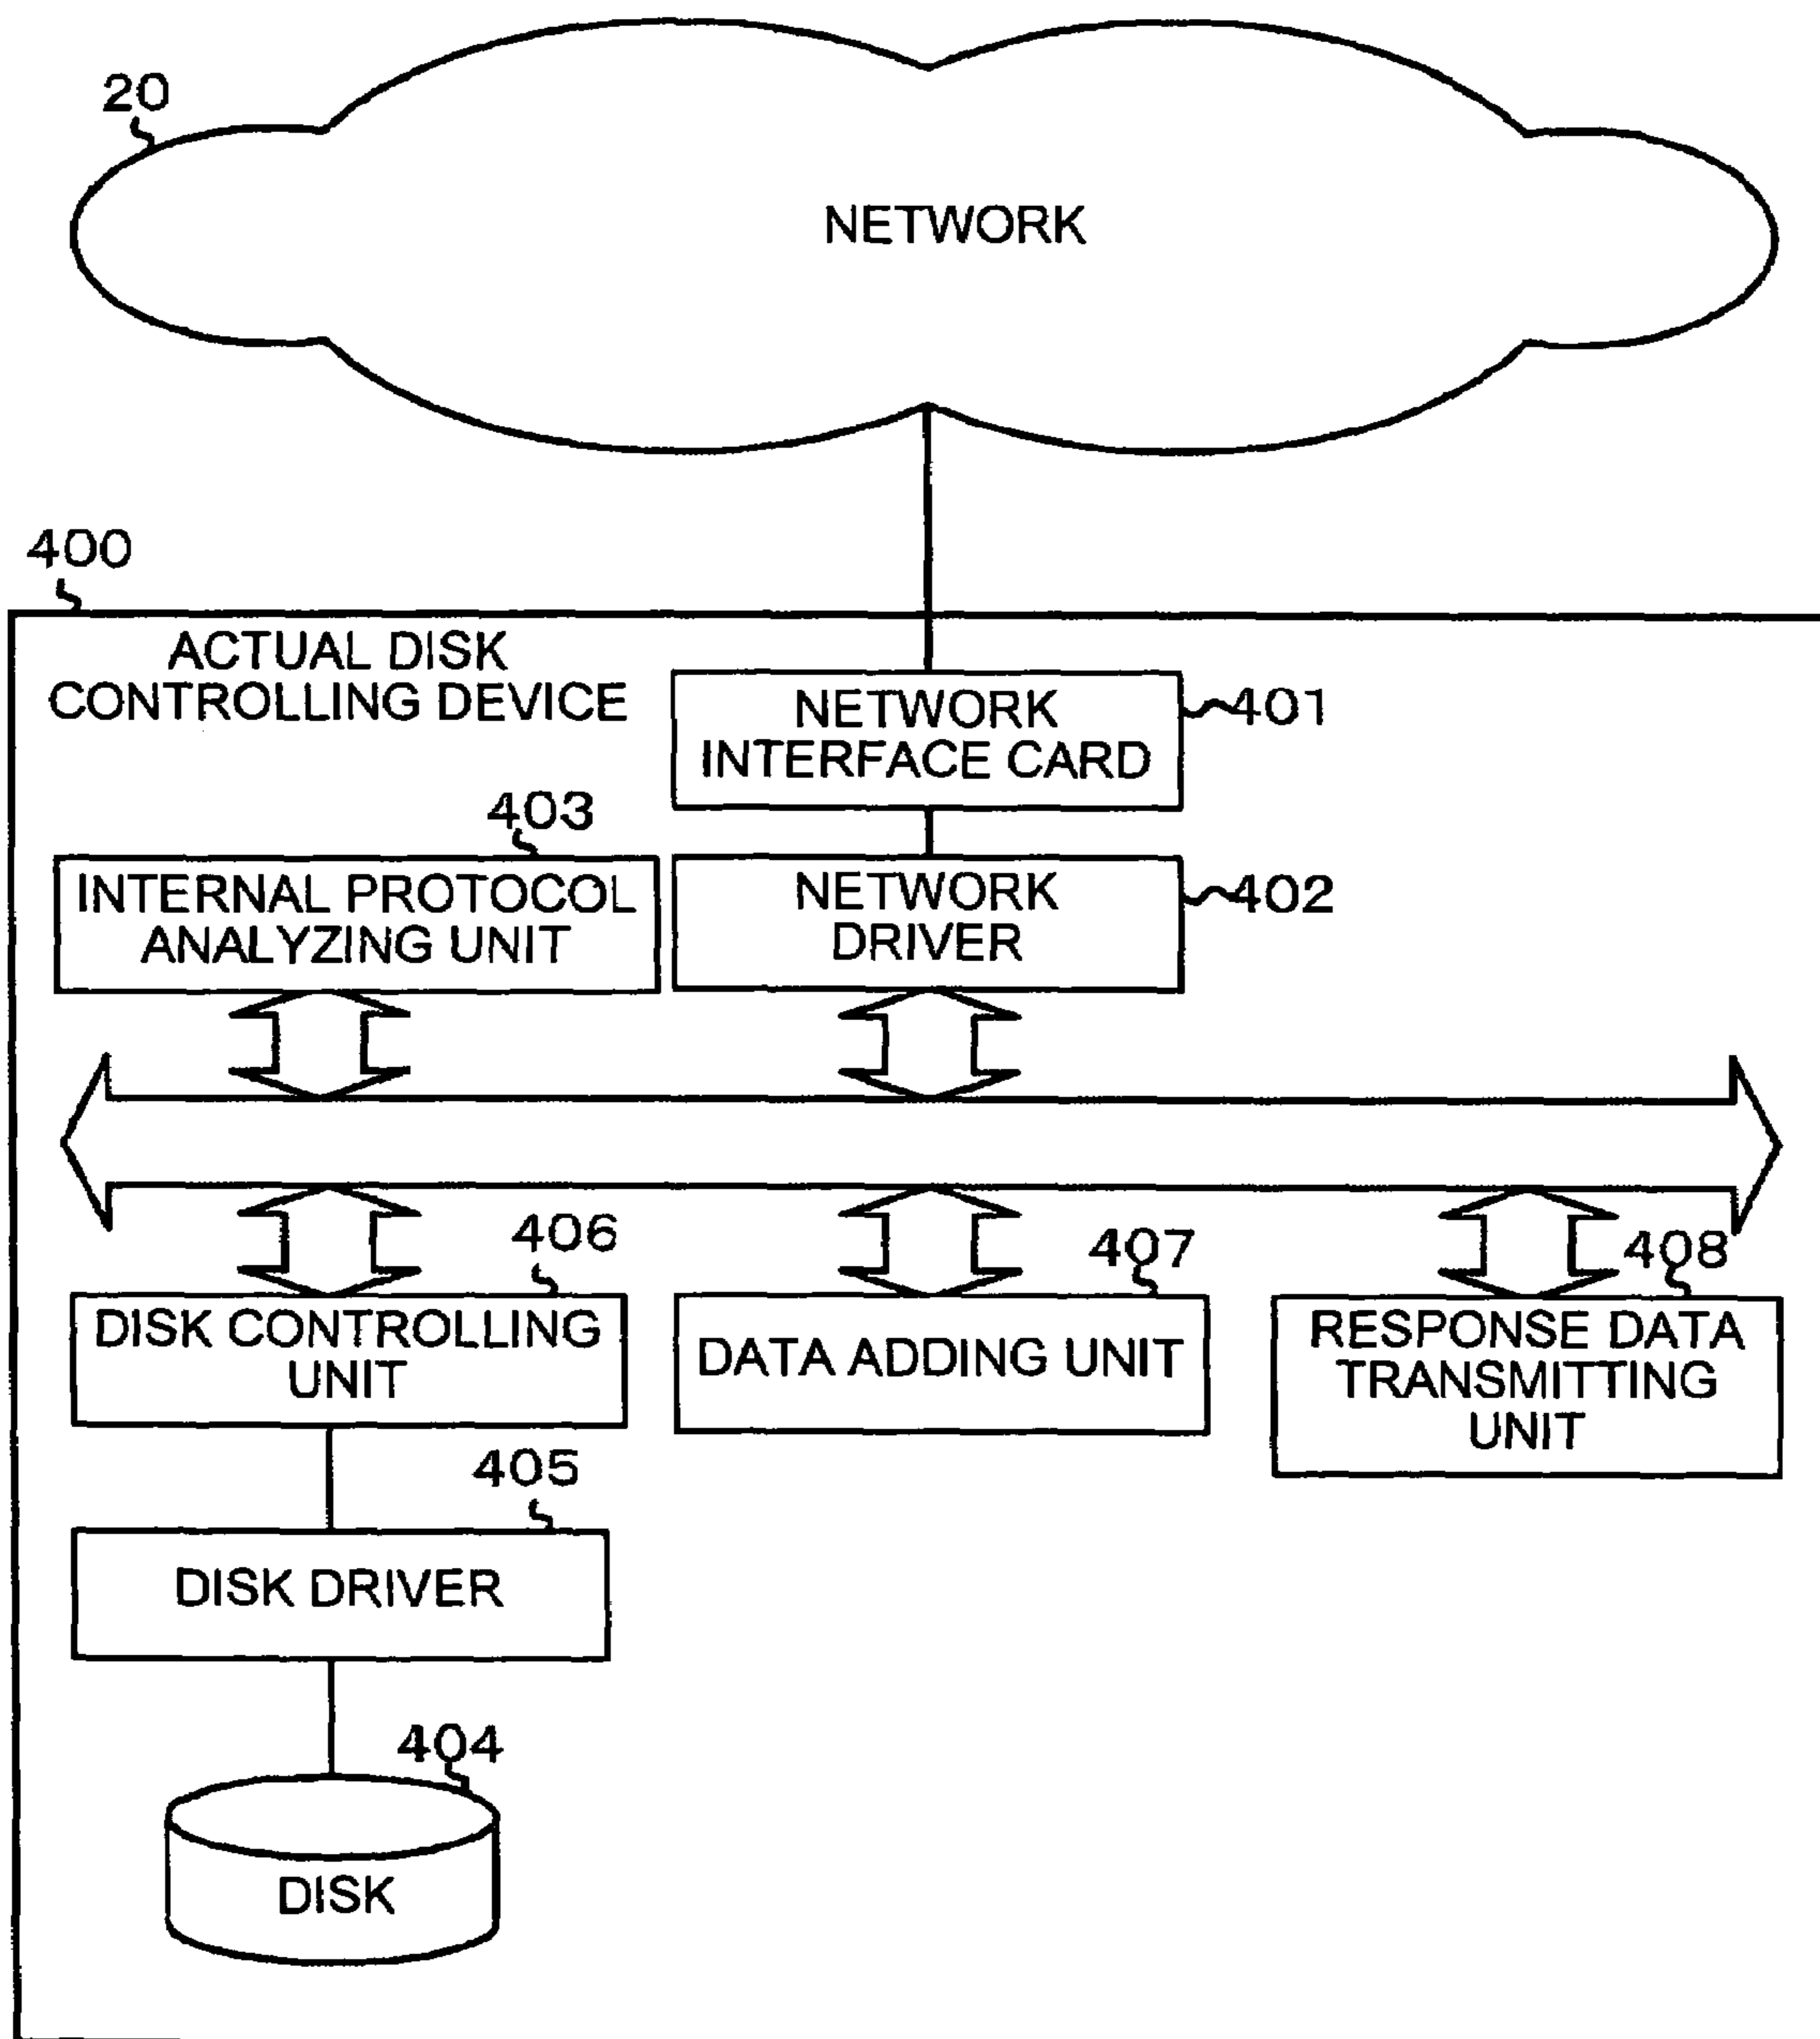 20
NETWORK
400
ACTUAL DISK
CONTROLLING DEVICE
NETWORK
INTERFACE CARD
401
403
INTERNAL PROTOCOL
ANALYZING UNIT
NETWORK
DRIVER
402
406
DISK CONTROLLING
UNIT
407
DATA ADDING UNIT
408
RESPONSE DATA
TRANSMITTING
UNIT
405
DISK DRIVER
404
DISK